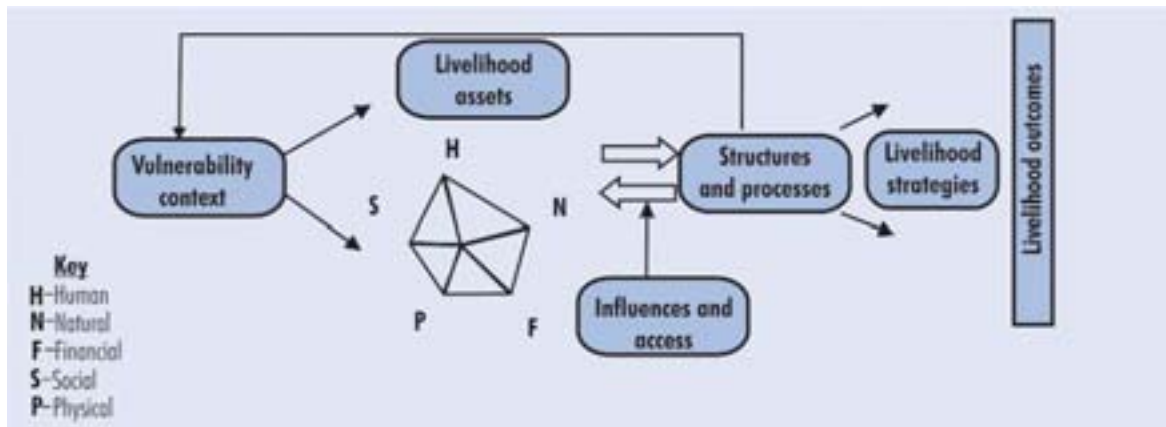 Livelihood
assets
Vulnerability
context
H
S
N
P
F
Structures
and processes
Livelihood
strategies
Influences and
access
Livelihood outcomes
Key
H-Human
N-Natural
F-Financial
S-Social
P-Physical